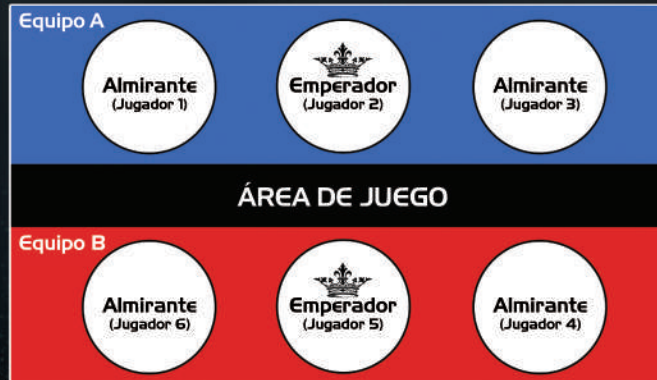 Equipo A
Almirante
(Jugador 1)
Emperador
(Jugador 2)
Almirante
(Jugador 3)
ÁREA DE JUEGO
Equipo B
Almirante
(Jugador 6)
Emperador
(Jugador 5)
Almirante
(Jugador 4)